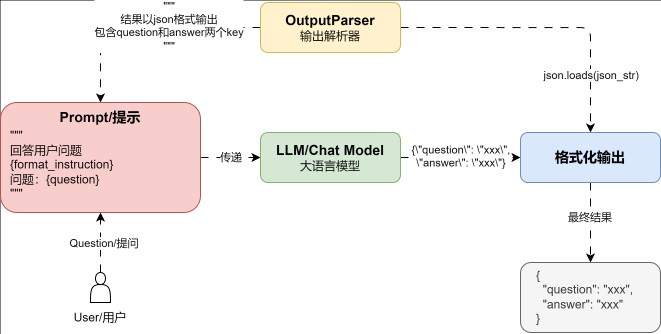 """
结果以json格式输出
包含question和answer两个key
"""
OutputParser
输出解析器
json.loads(json_str)
Prompt/提示
"""
回答用户问题
{format_instruction}
问题：{question}
"""
传递
LLM/Chat Model
大语言模型
{\"question\": \"xxx\",
\"answer\": \"xxx\"}
格式化输出
Question/提问
最终结果
User/用户
{
"question": "xxx",
"answer": "xxx"
}